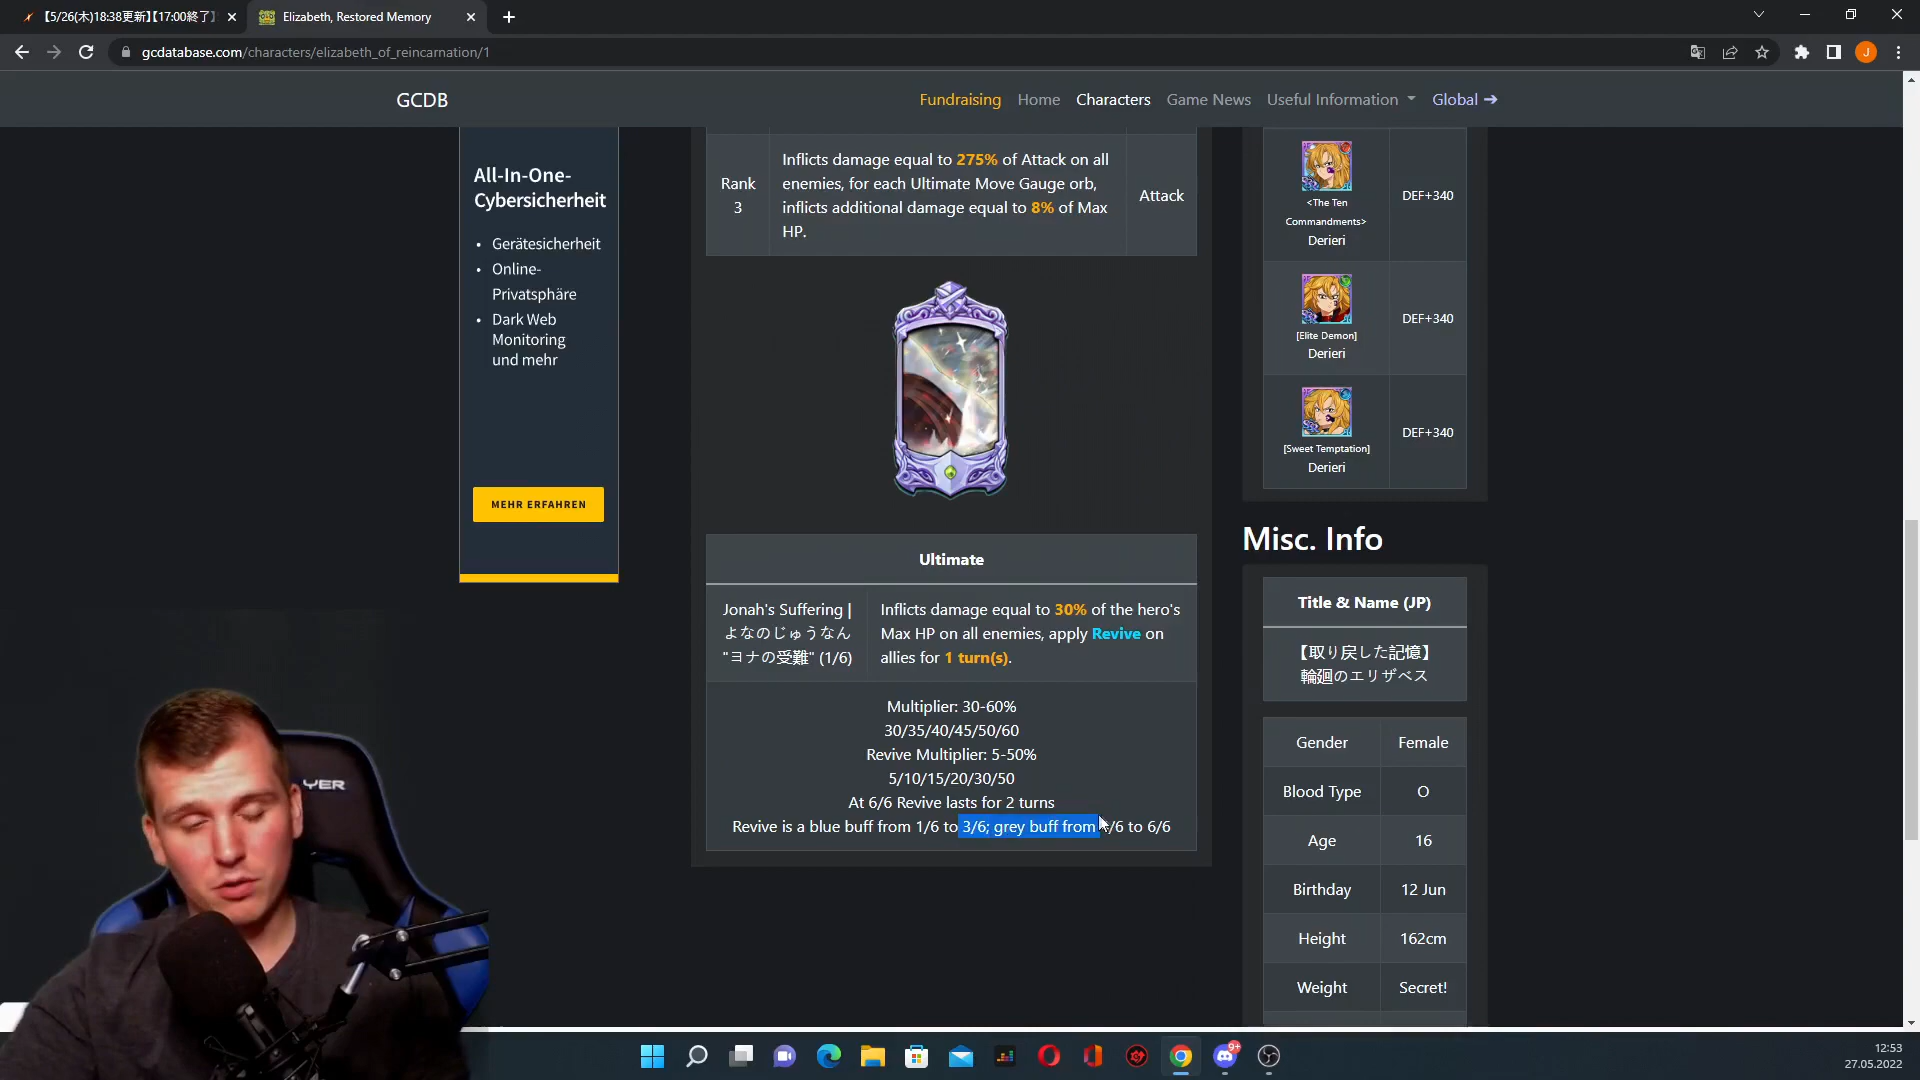 【5/26(木)18:38更新】【17:00終了】
Elizabeth, Restored Memory
gcdatabase.com/characters/elizabeth_of_reincarnation/1
J
GCDB
Fundraising
Home
Characters
Game News
Useful Information
Global
All-In-One-
Cybersicherheit
• Gerätesicherheit
• Online-
Privatsphäre
• Dark Web
Monitoring
und mehr
MEHR ERFAHREN
Rank
3
Inflicts damage equal to 275% of Attack on all
enemies, for each Ultimate Move Gauge orb,
inflicts additional damage equal to 8% of Max
HP.
Attack
Ultimate
Jonah's Suffering |
よなのじゅうなん
"ヨナの受難" (1/6)
Inflicts damage equal to 30% of the hero's
Max HP on all enemies, apply Revive on
allies for 1 turn(s).
Multiplier: 30-60%
30/35/40/45/50/60
Revive Multiplier: 5-50%
5/10/15/20/30/50
At 6/6 Revive lasts for 2 turns
Revive is a blue buff from 1/6 to 3/6; grey buff from /6 to 6/6
<The Ten
Commandments>
Derieri
DEF+340
[Elite Demon]
Derieri
DEF+340
[Sweet Temptation]
Derieri
DEF+340
Misc. Info
Title & Name (JP)
【取り戻した記憶】
輪廻のエリザベス
Gender Female
Blood Type O
Age 16
Birthday 12 Jun
Height 162cm
Weight Secret!
YER
9+
12:53
27.05.2022